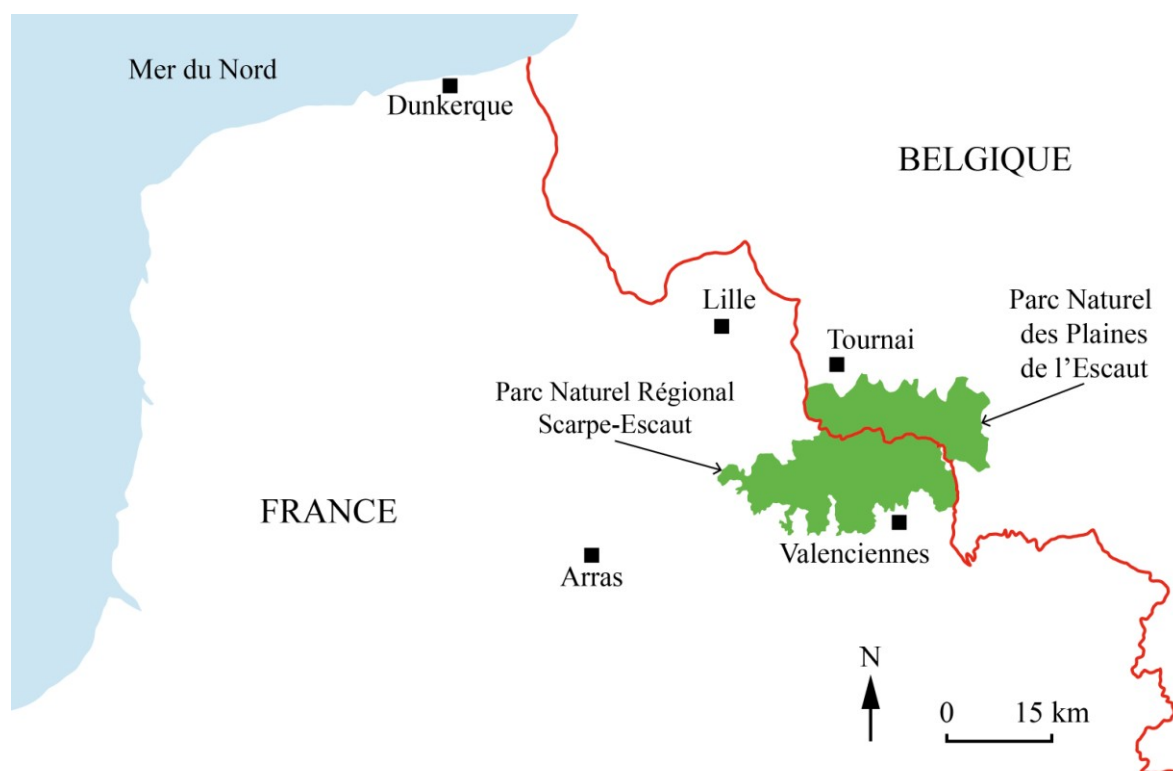 Mer du Nord
Dunkerque
BELGIQUE
Lille
Tournai
Parc Naturel
des Plaines
de l'Escaut
Parc Naturel Régional
Scarpe-Escaut
FRANCE
Valenciennes
Arras
N
0 15 km